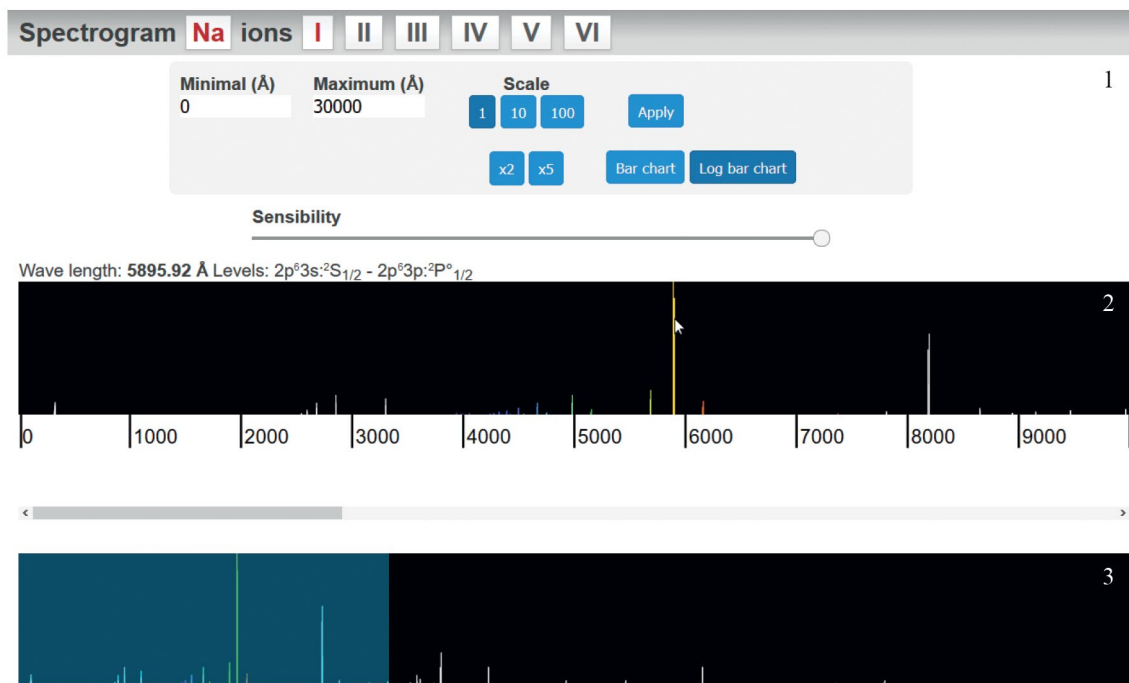 Spectrogram Na ions I II III IV V VI
1
Minimal (Å) Maximum (Å) Scale
0 30000 1 10 100 Apply
x2 x5 Bar chart Log bar chart
Sensibility
Wave length: 5895.92 Å Levels: 2p⁶3s:²S₁/₂ - 2p⁶3p:²P°₁/₂
2
0 1000 2000 3000 4000 5000 6000 7000 8000 9000
3